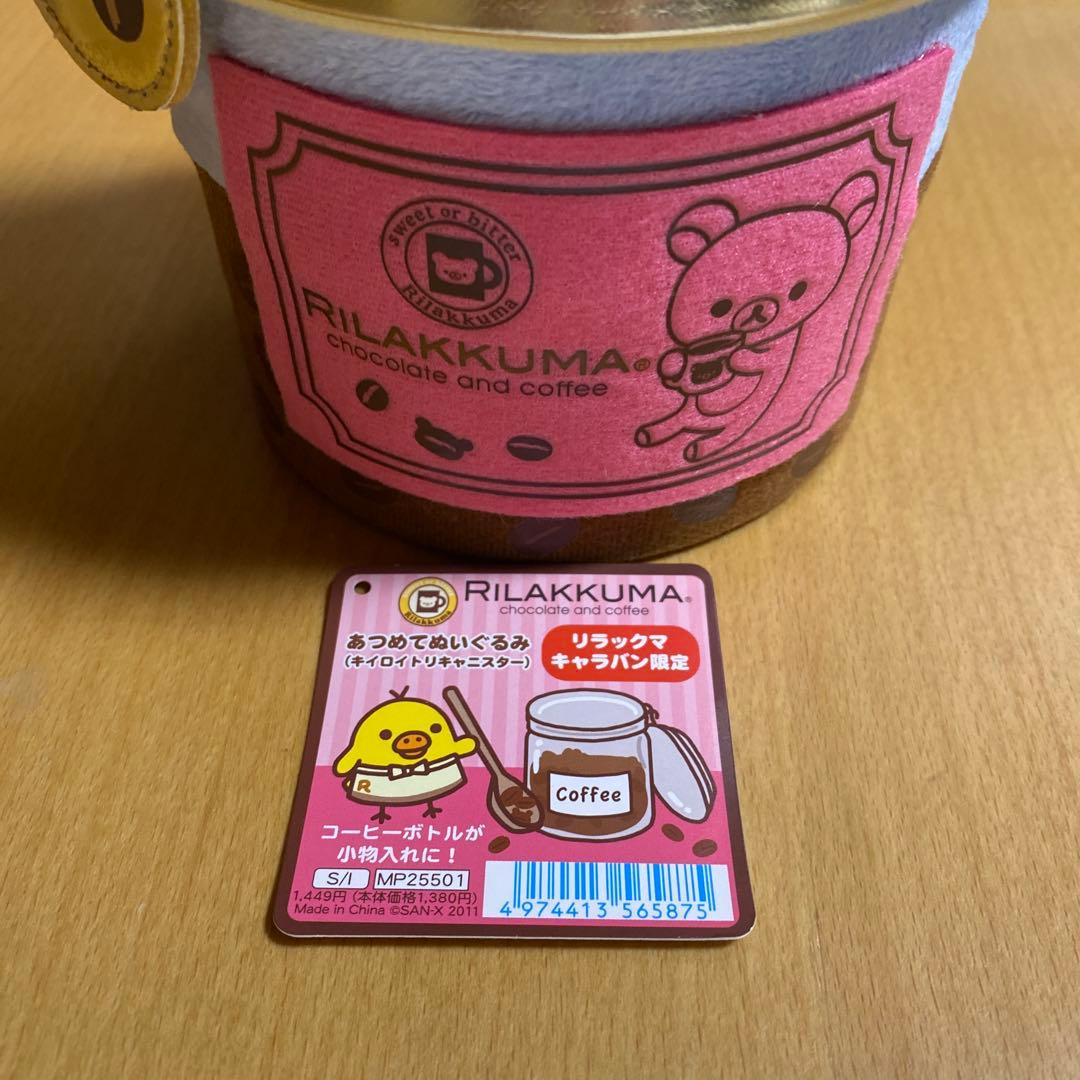 sweet or bitter
Rilakkuma
RILAKKUMA®
chocolate and coffee
Rilakkuma
RILAKKUMA®
chocolate and coffee
あつめてぬいぐるみ
(キイロイトリキャニスター)
リラックマ
キャラバン限定
R
Coffee
コーヒーボトルが
小物入れに!
S/I MP25501
1,449円(本体価格1,380円)
Made in China ©SAN-X 2011
4 974413 565875